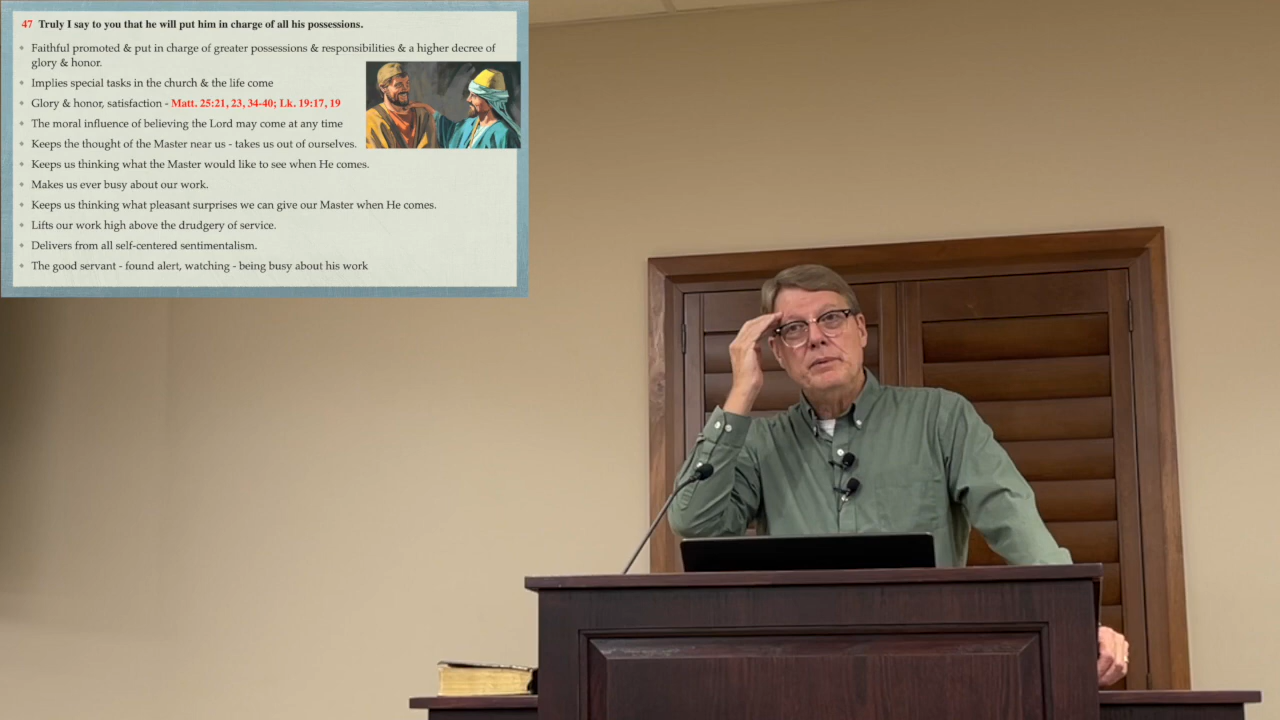 47 Truly I say to you that he will put him in charge of all his possessions.
Faithful promoted & put in charge of greater possessions & responsibilities & a higher decree of
glory & honor.
Implies special tasks in the church & the life come
Glory & honor, satisfaction - Matt. 25:21, 23, 34-40; Lk. 19:17, 19
The moral influence of believing the Lord may come at any time
Keeps the thought of the Master near us - takes us out of ourselves.
Keeps us thinking what the Master would like to see when He comes.
Makes us ever busy about our work.
Keeps us thinking what pleasant surprises we can give our Master when He comes.
Lifts our work high above the drudgery of service.
Delivers from all self-centered sentimentalism.
The good servant - found alert, watching - being busy about his work